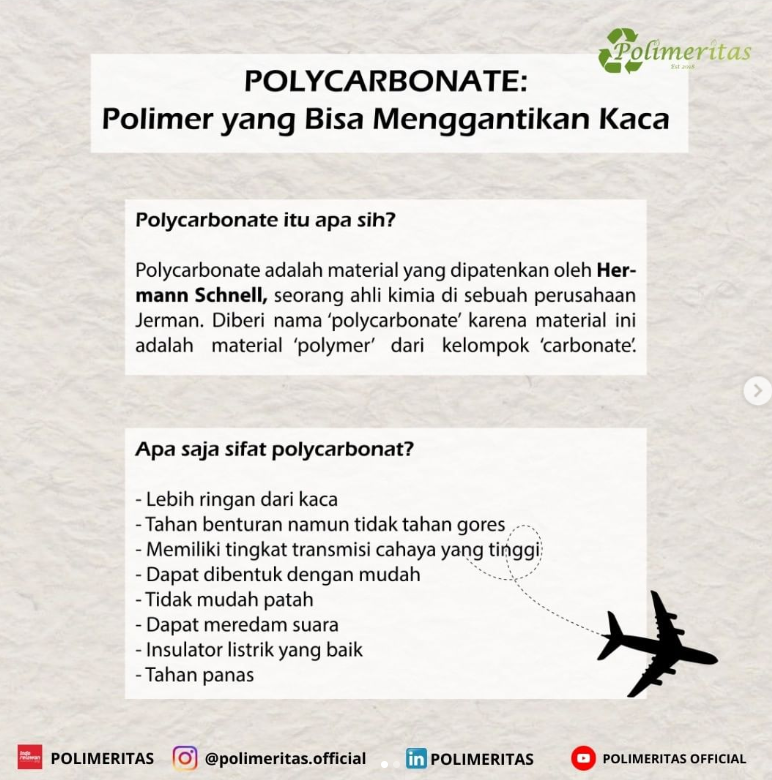 Polimeritas
POLYCARBONATE:
Polimer yang Bisa Menggantikan Kaca
Polycarbonate itu apa sih?
Polycarbonate adalah material yang dipatenkan oleh Her-
mann Schnell, seorang ahli kimia di sebuah perusahaan
Jerman. Diberi nama ‘polycarbonate’ karena material ini
adalah material ‘polymer’ dari kelompok ‘carbonate’.
Apa saja sifat polycarbonat?
- Lebih ringan dari kaca
- Tahan benturan namun tidak tahan gores
- Memiliki tingkat transmisi cahaya yang tinggi
- Dapat dibentuk dengan mudah
- Tidak mudah patah
- Dapat meredam suara
- Insulator listrik yang baik
- Tahan panas
POLIMERITAS @polimeritas.official in POLIMERITAS POLIMERITAS OFFICIAL